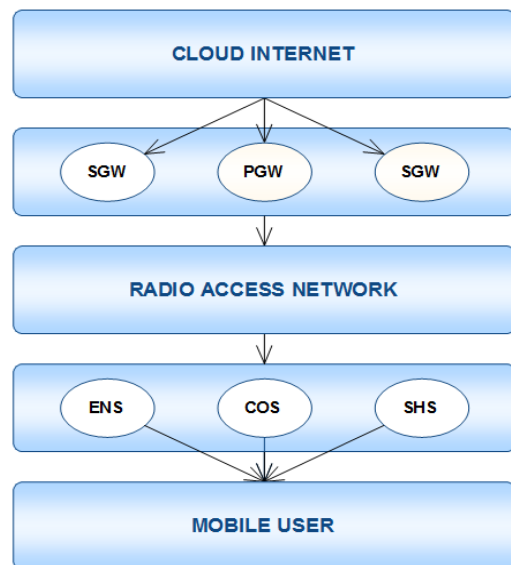 CLOUD INTERNET
SGW PGW SGW
RADIO ACCESS NETWORK
ENS COS SHS
MOBILE USER